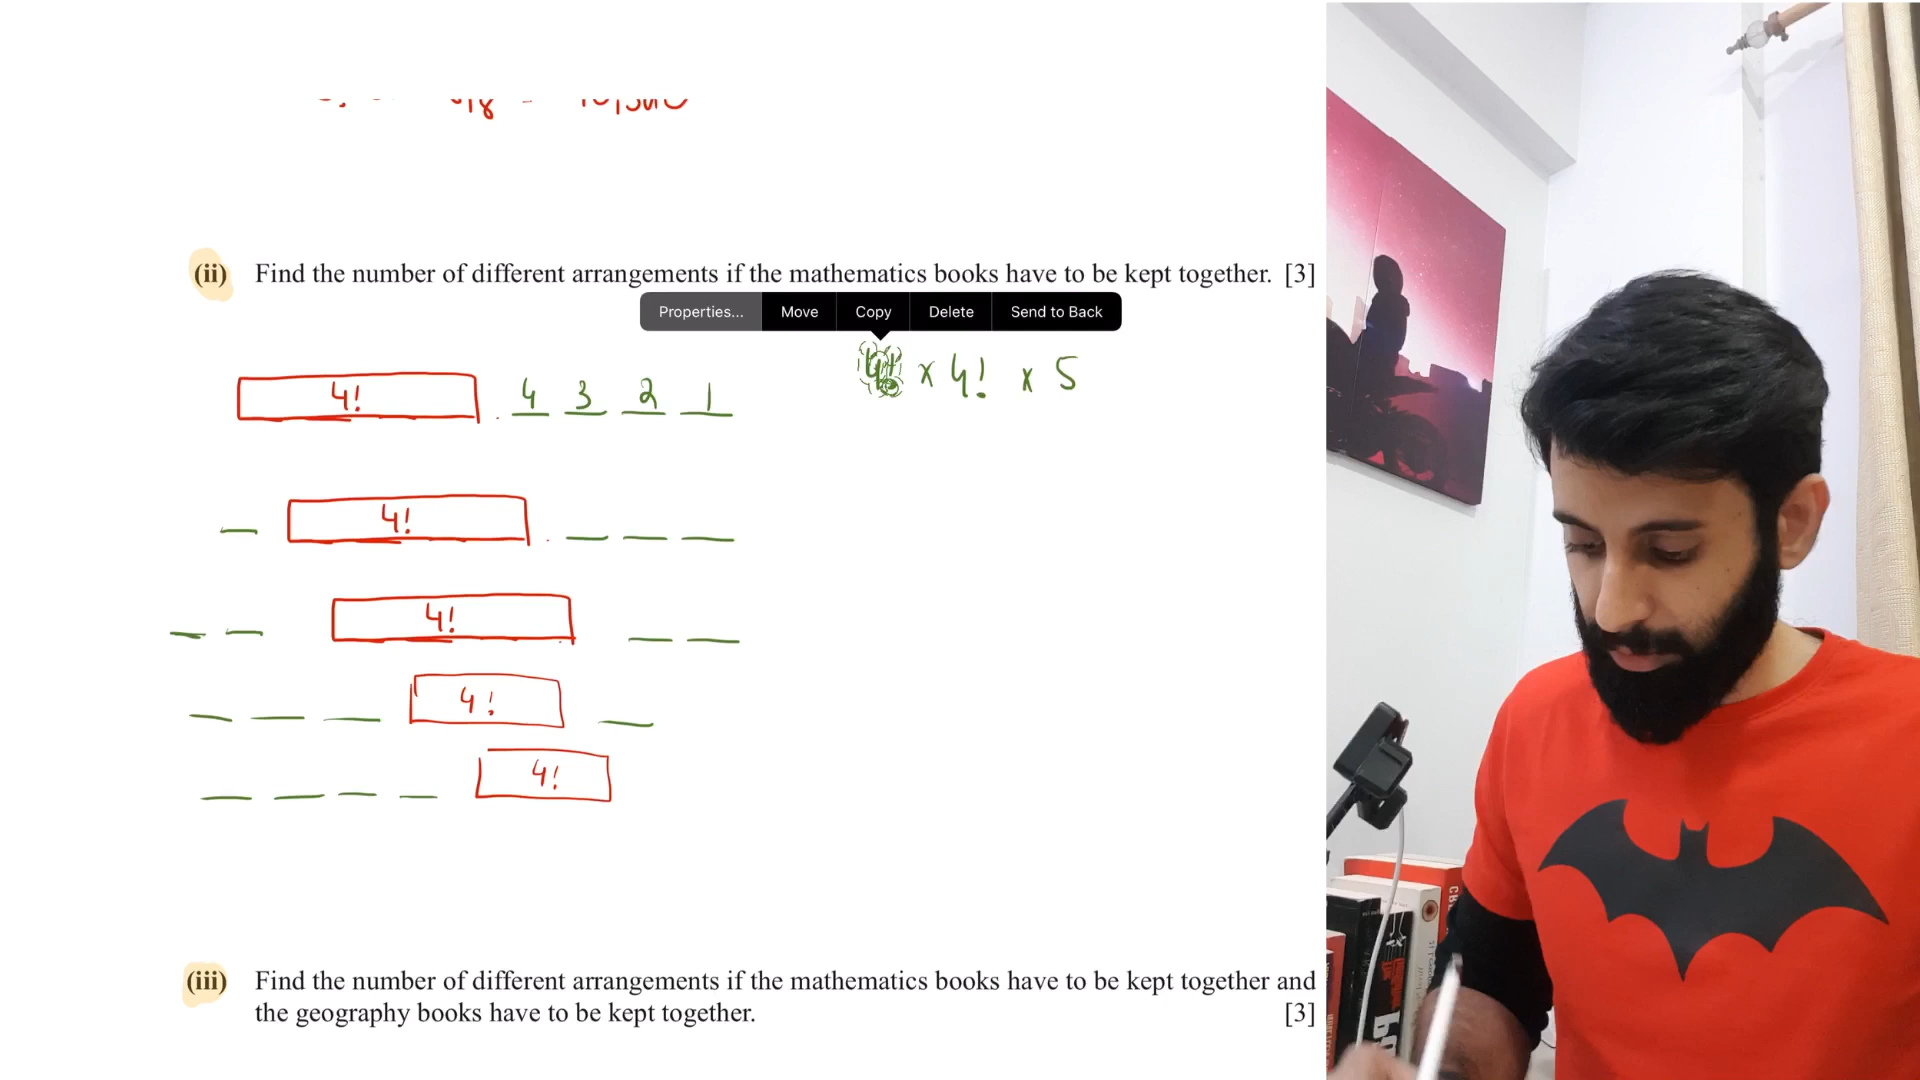 (ii) Find the number of different arrangements if the mathematics books have to be kept together. [3]
Properties... Move Copy Delete Send to Back
4! × 4! × 5
4! 4 3 2 1
4!
4!
4!
4!
(iii) Find the number of different arrangements if the mathematics books have to be kept together and
the geography books have to be kept together. [3]